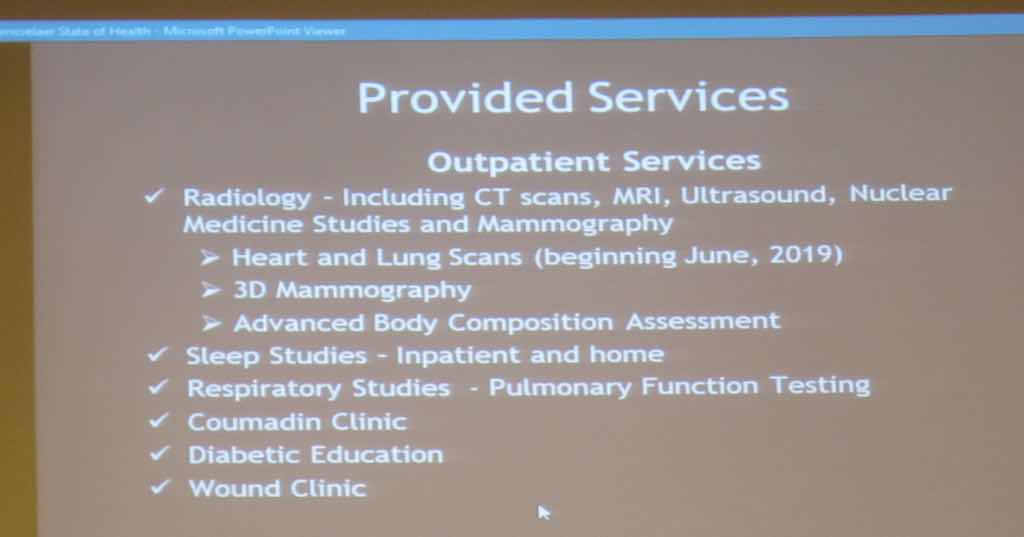 State of Health - Microsoft PowerPoint Viewer
Provided Services
Outpatient Services
✓ Radiology - Including CT scans, MRI, Ultrasound, Nuclear
Medicine Studies and Mammography
➢ Heart and Lung Scans (beginning June, 2019)
➢ 3D Mammography
➢ Advanced Body Composition Assessment
✓ Sleep Studies - Inpatient and home
✓ Respiratory Studies - Pulmonary Function Testing
✓ Coumadin Clinic
✓ Diabetic Education
✓ Wound Clinic